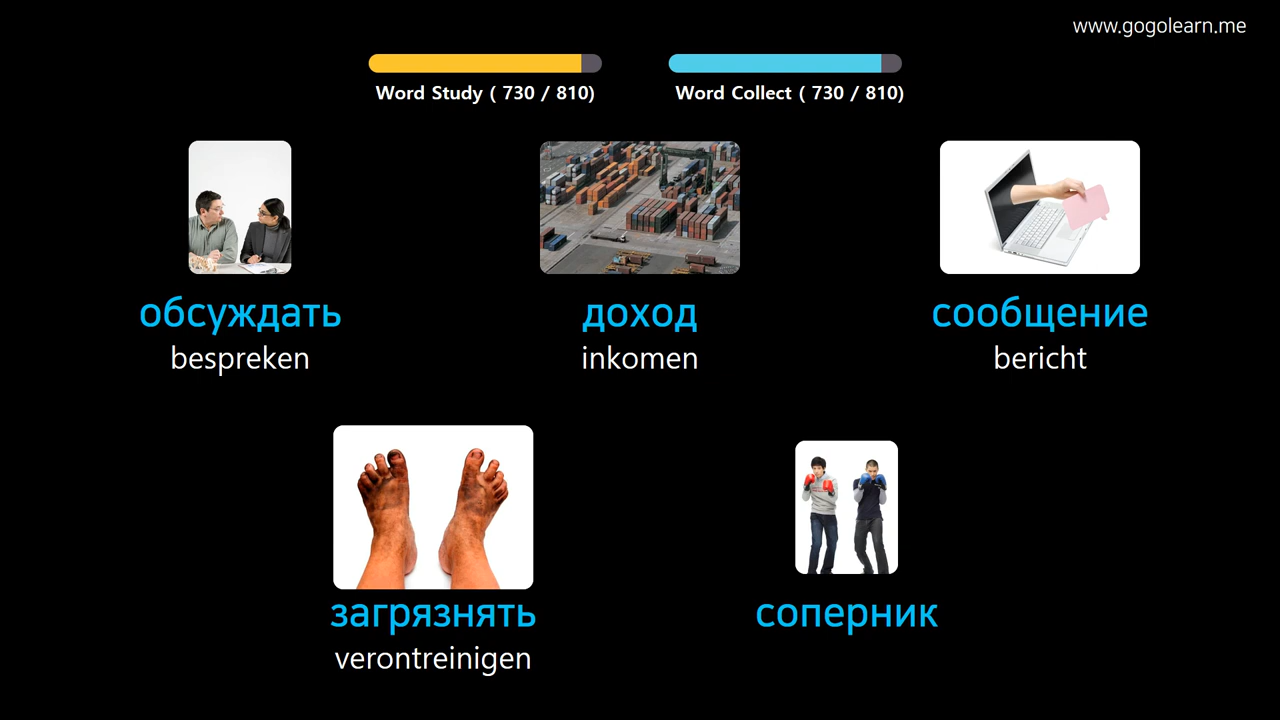 www.gogolearn.me
Word Study ( 730 / 810)
Word Collect ( 730 / 810)
обсуждать
bespreken
доход
inkomen
сообщение
bericht
загрязнять
verontreinigen
соперник